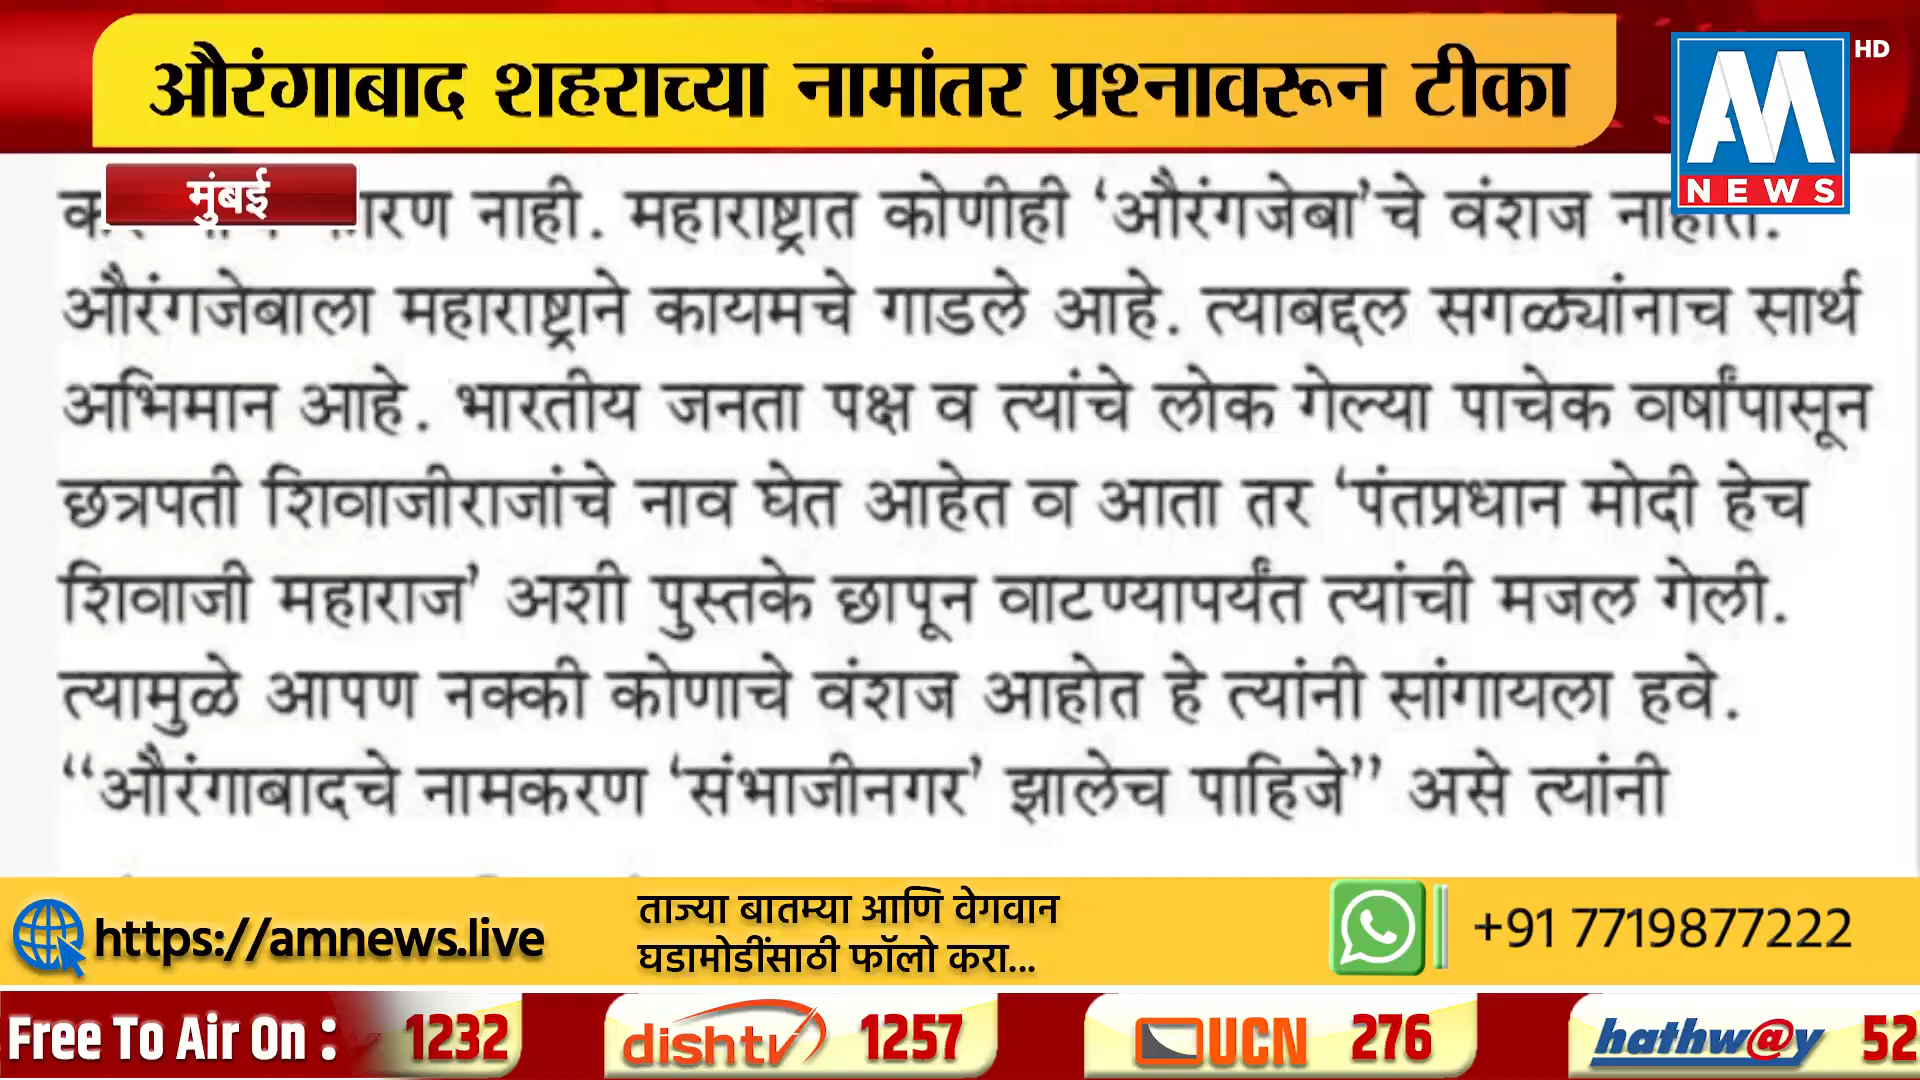 औरंगाबाद शहराच्या नामांतर प्रश्नावरून टीका
AM NEWS HD
मुंबई
नाही. महाराष्ट्रात कोणीही ‘औरंगजेबा’चे वंशज नाहीत.
औरंगजेबाला महाराष्ट्राने कायमचे गाडले आहे. त्याबद्दल सगळ्यांनाच सार्थ
अभिमान आहे. भारतीय जनता पक्ष व त्यांचे लोक गेल्या पाचेक वर्षांपासून
छत्रपती शिवाजीराजांचे नाव घेत आहेत व आता तर ‘पंतप्रधान मोदी हेच
शिवाजी महाराज’ अशी पुस्तके छापून वाटण्यापर्यंत त्यांची मजल गेली.
त्यामुळे आपण नक्की कोणाचे वंशज आहोत हे त्यांनी सांगायला हवे.
“औरंगाबादचे नामकरण ‘संभाजीनगर’ झालेच पाहिजे” असे त्यांनी
https://amnews.live
ताज्या बातम्या आणि वेगवान
घडामोडींसाठी फॉलो करा...
+91 7719877222
Free To Air On : 1232 dishtv 1257 UCN 276 hathw@y 52